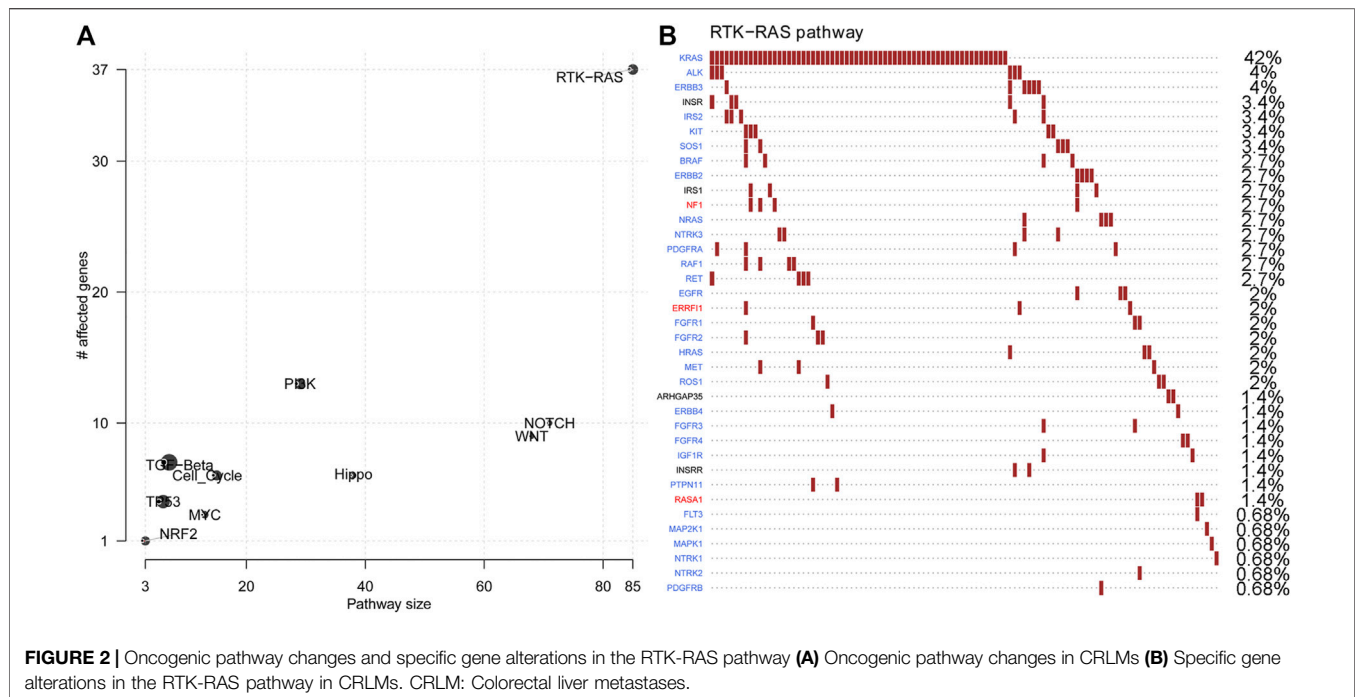 A
# affected genes
37
30
20
10
1
RTK−RAS
PI3K
NOTCH
WNT
TGF−Beta
Cell_Cycle
Hippo
TP53
MYC
NRF2
3 20 40 60 80 85
Pathway size
B RTK−RAS pathway
KRAS 42%
ALK 4%
ERBB3 4%
INSR 3.4%
IRS2 3.4%
KIT 3.4%
SOS1 3.4%
BRAF 2.7%
ERBB2 2.7%
IRS1 2.7%
NF1 2.7%
NRAS 2.7%
NTRK3 2.7%
PDGFRA 2.7%
RAF1 2.7%
RET 2.7%
EGFR 2%
ERRFI1 2%
FGFR1 2%
FGFR2 2%
HRAS 2%
MET 2%
ROS1 2%
ARHGAP35 1.4%
ERBB4 1.4%
FGFR3 1.4%
FGFR4 1.4%
IGF1R 1.4%
INSRR 1.4%
PTPN11 1.4%
RASA1 1.4%
FLT3 0.68%
MAP2K1 0.68%
MAPK1 0.68%
NTRK1 0.68%
NTRK2 0.68%
PDGFRB 0.68%
FIGURE 2 | Oncogenic pathway changes and specific gene alterations in the RTK-RAS pathway (A) Oncogenic pathway changes in CRLMs (B) Specific gene
alterations in the RTK-RAS pathway in CRLMs. CRLM: Colorectal liver metastases.